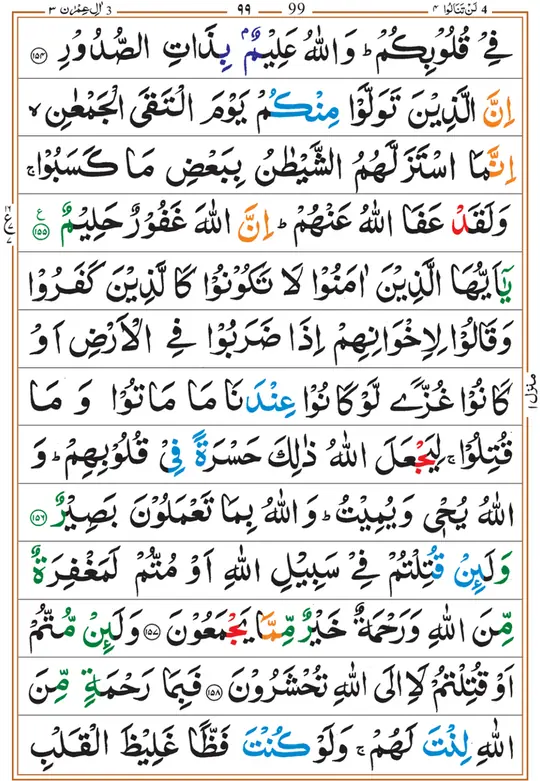 3 اٰل عِمْرٰن ٣ ٩٩ 99 لَنْ تَنَالُوْا ٤ 4
فِيْ قُلُوْبِكُمْ ؕ وَاللّٰهُ عَلِيْمٌۢ بِذَاتِ الصُّدُوْرِ ۝١٥٤
اِنَّ الَّذِيْنَ تَوَلَّوْا مِنْكُمْ يَوْمَ الْتَقَى الْجَمْعٰنِ ۙ
اِنَّمَا اسْتَزَلَّهُمُ الشَّيْطٰنُ بِبَعْضِ مَا كَسَبُوْا ۚ
وَلَقَدْ عَفَا اللّٰهُ عَنْهُمْ ؕ اِنَّ اللّٰهَ غَفُوْرٌ حَلِيْمٌ ۝١٥٥
يٰۤاَيُّهَا الَّذِيْنَ اٰمَنُوْا لَا تَكُوْنُوْا كَالَّذِيْنَ كَفَرُوْا
وَقَالُوْا لِاِخْوَانِهِمْ اِذَا ضَرَبُوْا فِي الْاَرْضِ اَوْ
كَانُوْا غُزًّى لَّوْ كَانُوْا عِنْدَنَا مَا مَاتُوْا وَ مَا
قُتِلُوْا ۚ لِيَجْعَلَ اللّٰهُ ذٰلِكَ حَسْرَةً فِيْ قُلُوْبِهِمْ ؕ وَ
اللّٰهُ يُحْيٖ وَيُمِيْتُ ؕ وَاللّٰهُ بِمَا تَعْمَلُوْنَ بَصِيْرٌ ۝١٥٦
وَلَئِنْ قُتِلْتُمْ فِيْ سَبِيْلِ اللّٰهِ اَوْ مُتُّمْ لَمَغْفِرَةٌ
مِّنَ اللّٰهِ وَرَحْمَةٌ خَيْرٌ مِّمَّا يَجْمَعُوْنَ ۝١٥٧ وَلَئِنْ مُّتُّمْ
اَوْ قُتِلْتُمْ لَاِلَى اللّٰهِ تُحْشَرُوْنَ ۝١٥٨ فَبِمَا رَحْمَةٍ مِّنَ
اللّٰهِ لِنْتَ لَهُمْ ۚ وَلَوْ كُنْتَ فَظًّا غَلِيْظَ الْقَلْبِ
منزل ١